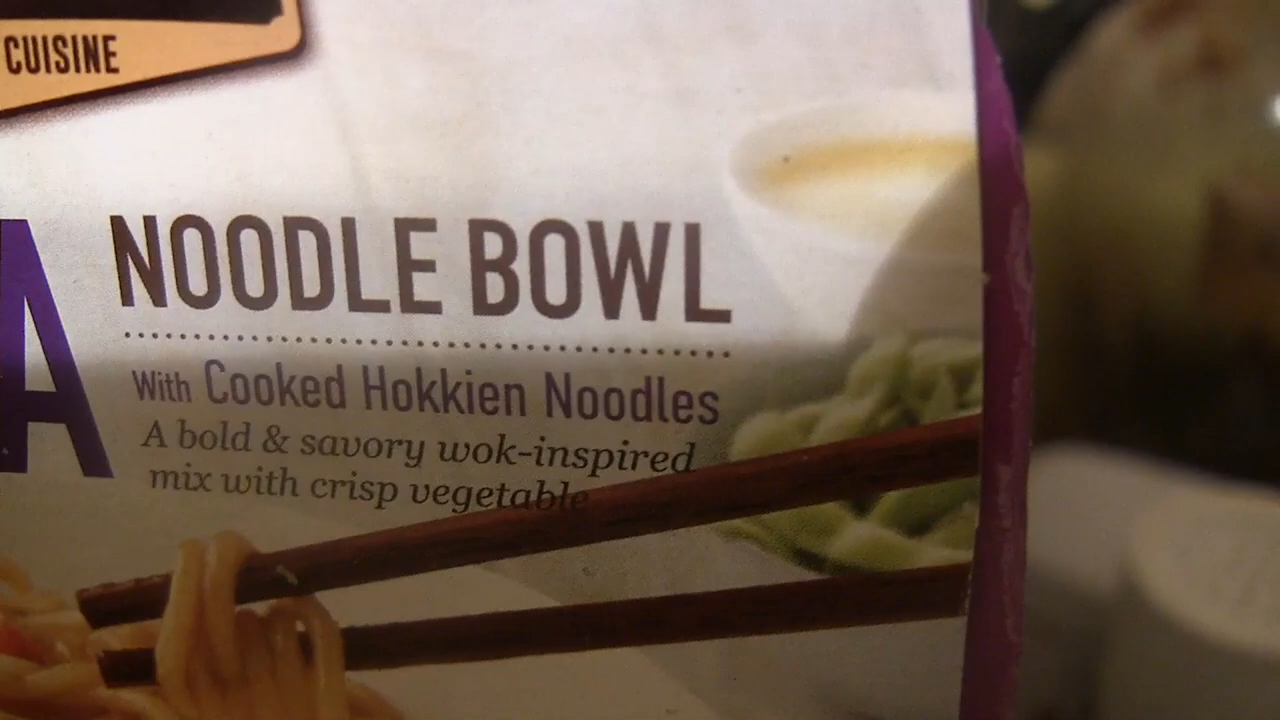 CUISINE
A NOODLE BOWL
With Cooked Hokkien Noodles
A bold & savory wok-inspired
mix with crisp vegetable